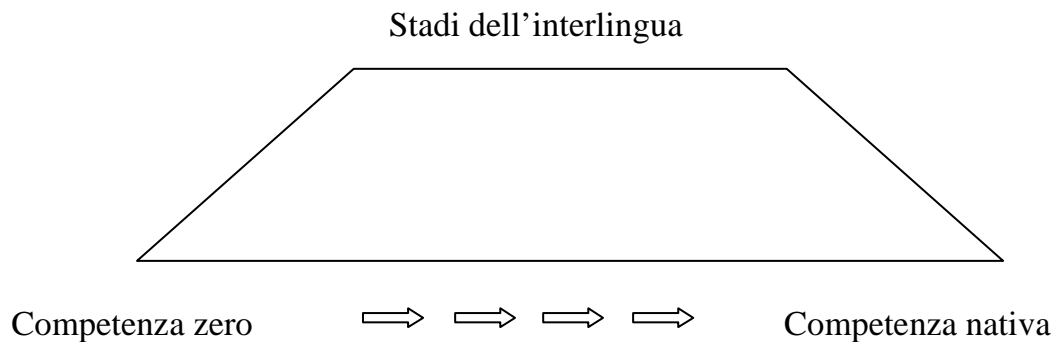 Stadi dell’interlingua
Competenza zero
Competenza nativa